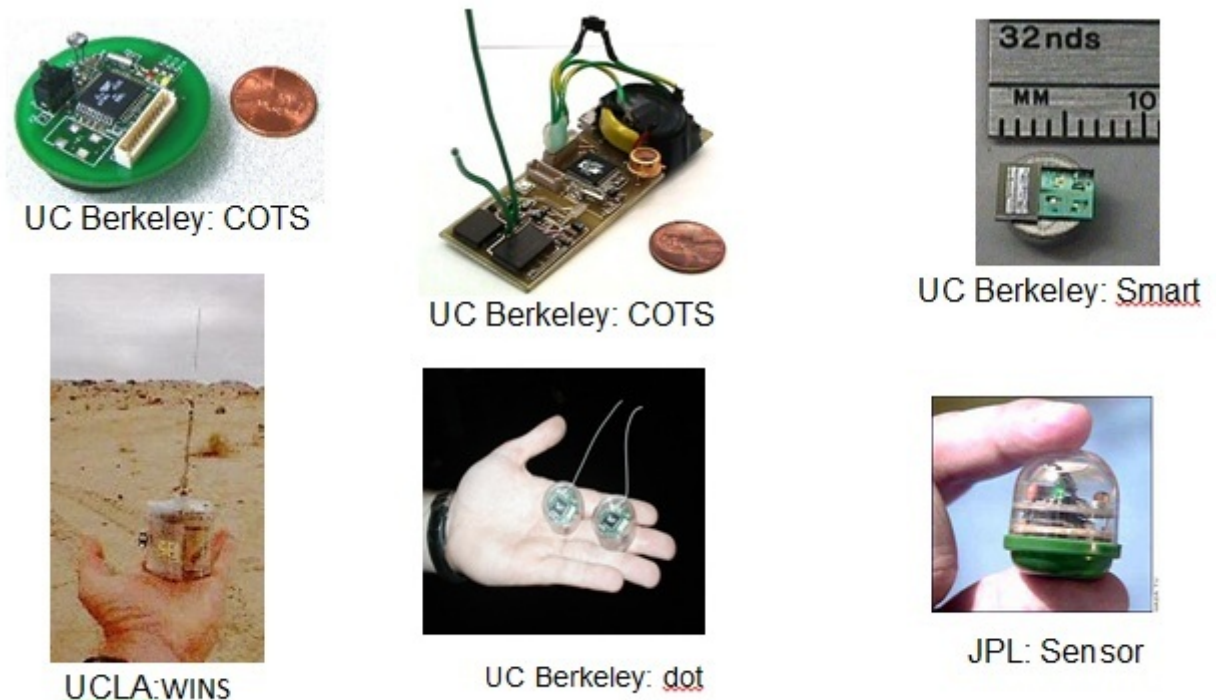 32nds
MM 10
UC Berkeley: COTS
UC Berkeley: COTS
UC Berkeley: Smart
UCLA:WINS
UC Berkeley: dot
JPL: Sensor